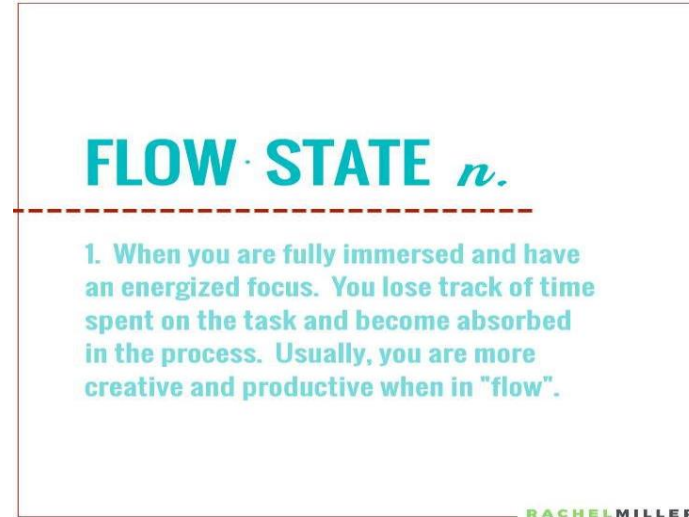 FLOW · STATE n.
1. When you are fully immersed and have
an energized focus. You lose track of time
spent on the task and become absorbed
in the process. Usually, you are more
creative and productive when in "flow".
RACHELMILLER